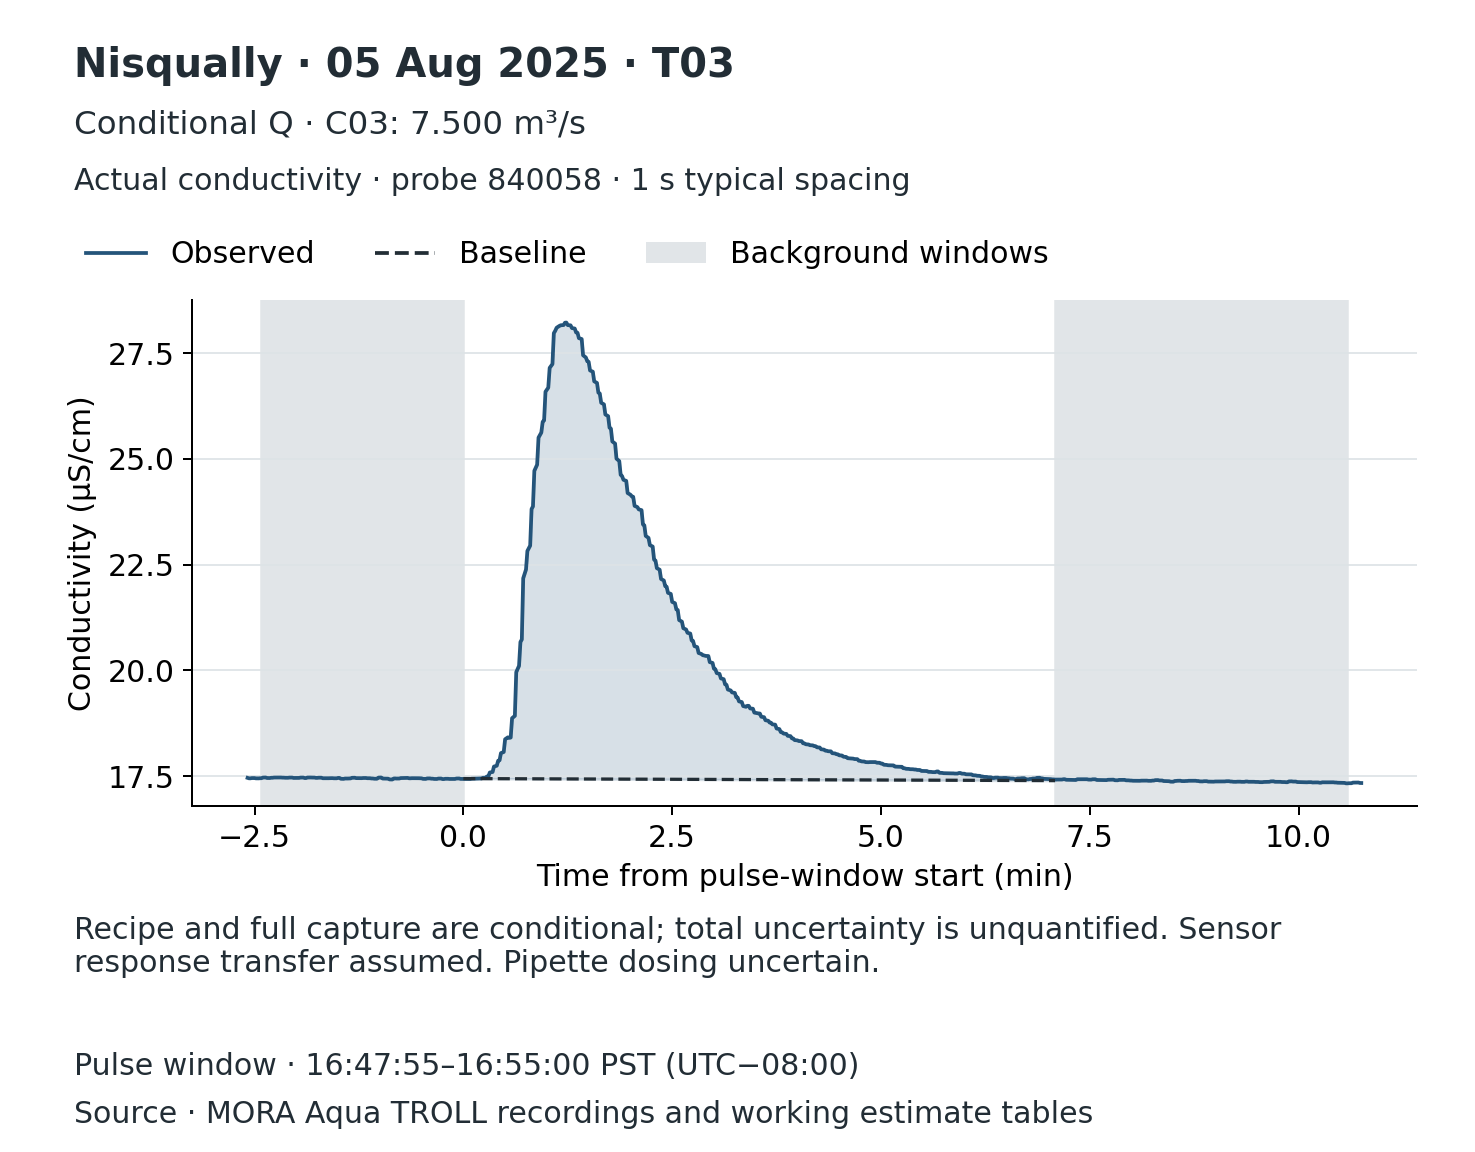 Nisqually · 05 Aug 2025 · T03
Conditional Q · C03: 7.500 m³/s
Actual conductivity · probe 840058 · 1 s typical spacing
Observed Baseline Background windows
27.5
25.0
22.5
20.0
17.5
Conductivity (µS/cm)
−2.5 0.0 2.5 5.0 7.5 10.0
Time from pulse-window start (min)
Recipe and full capture are conditional; total uncertainty is unquantified. Sensor
response transfer assumed. Pipette dosing uncertain.
Pulse window · 16:47:55–16:55:00 PST (UTC−08:00)
Source · MORA Aqua TROLL recordings and working estimate tables